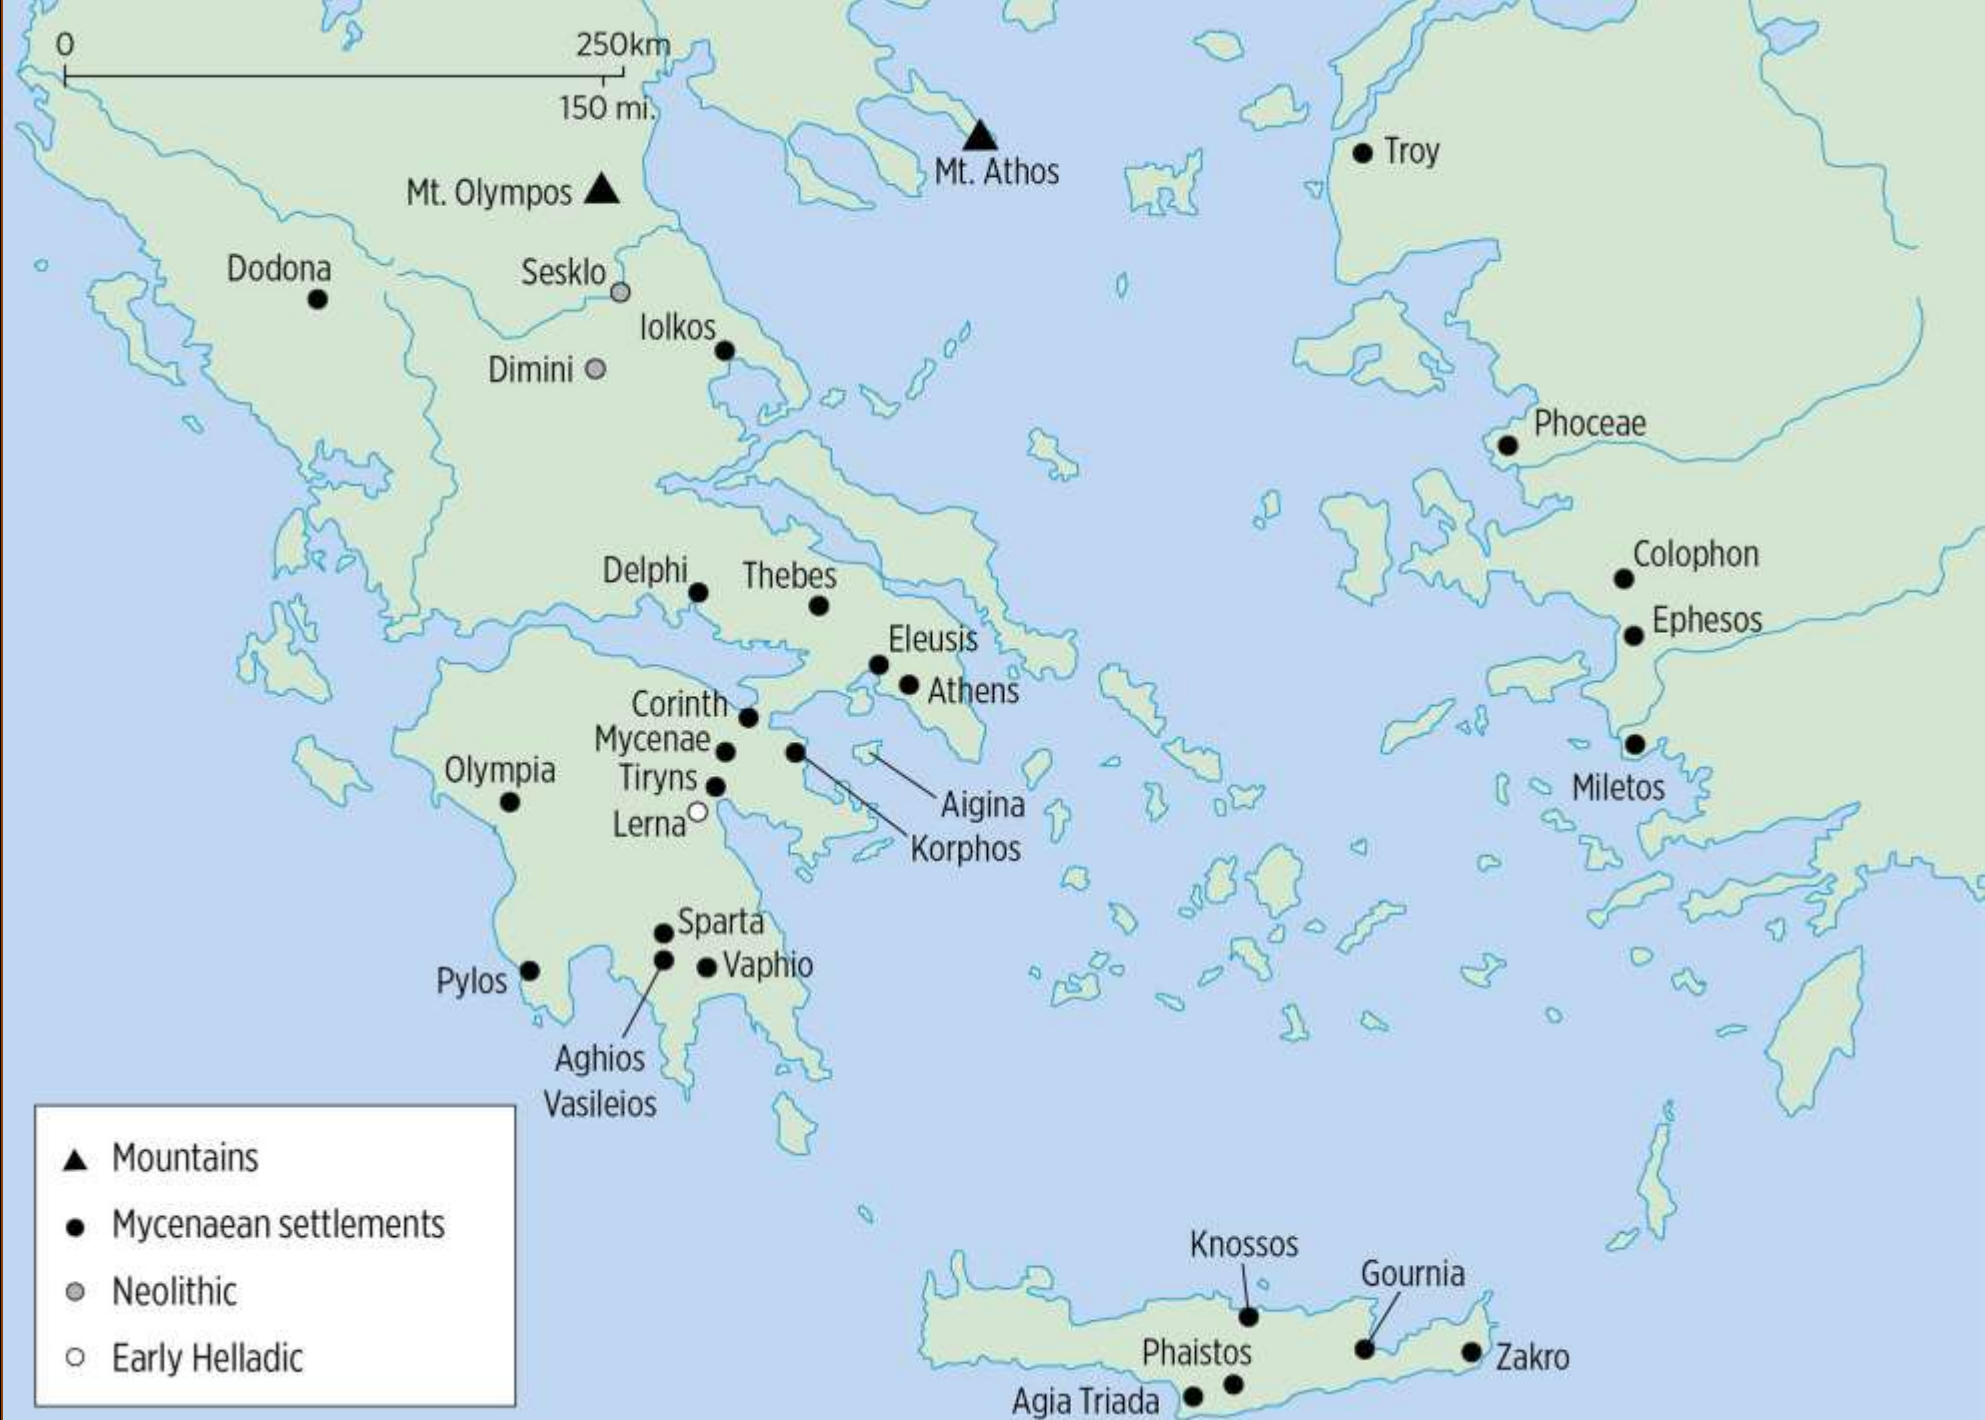 0
250km
150 mi.
Mt. Athos
Troy
Mt. Olympos
Dodona
Sesklo
Iolkos
Dimini
Phoceae
Colophon
Delphi
Thebes
Ephesos
Eleusis
Athens
Corinth
Mycenae
Olympia
Tiryns
Miletos
Aigina
Lerna
Korphos
Sparta
Vaphio
Pylos
Aghios
Vasileios
Mountains
Mycenaean settlements
Neolithic
Early Helladic
Knossos
Gournia
Phaistos
Zakro
Agia Triada